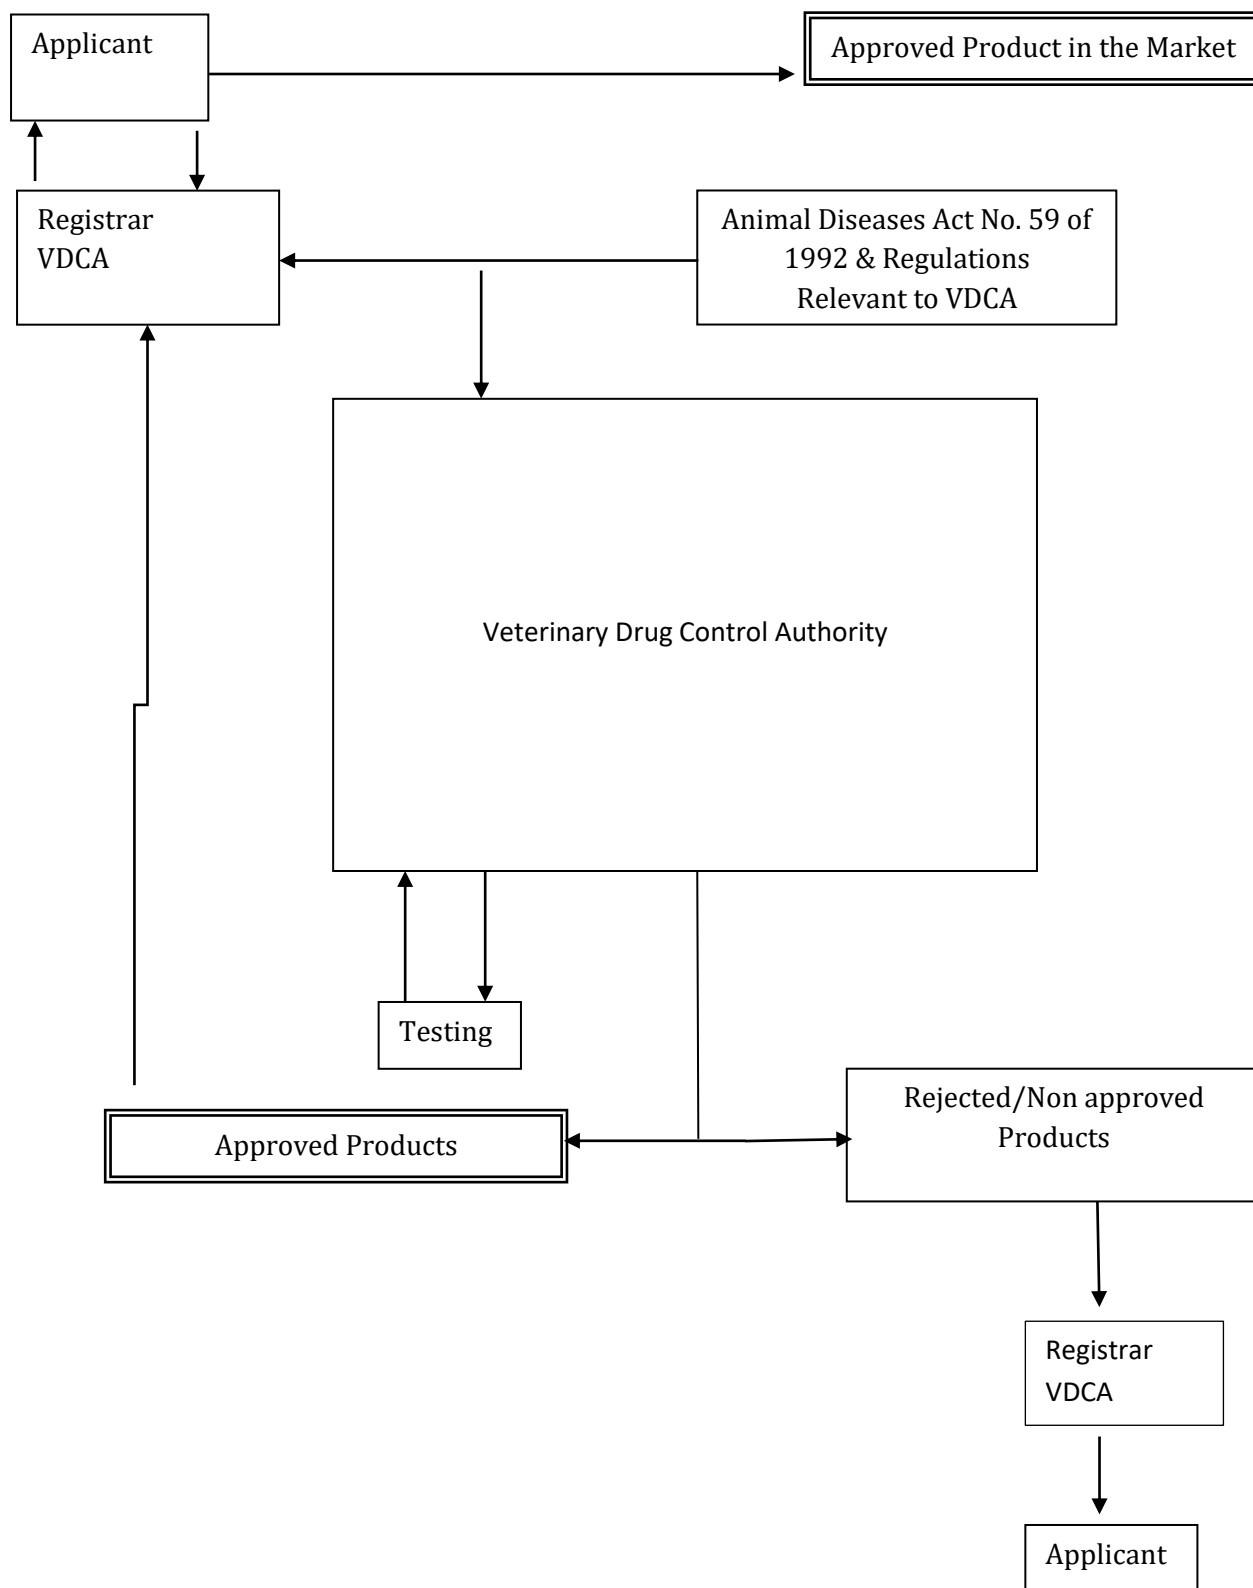 Applicant
Approved Product in the Market
Registrar
VDCA
Animal Diseases Act No. 59 of
1992 & Regulations
Relevant to VDCA
Veterinary Drug Control Authority
Testing
Approved Products
Rejected/Non approved
Products
Registrar
VDCA
Applicant